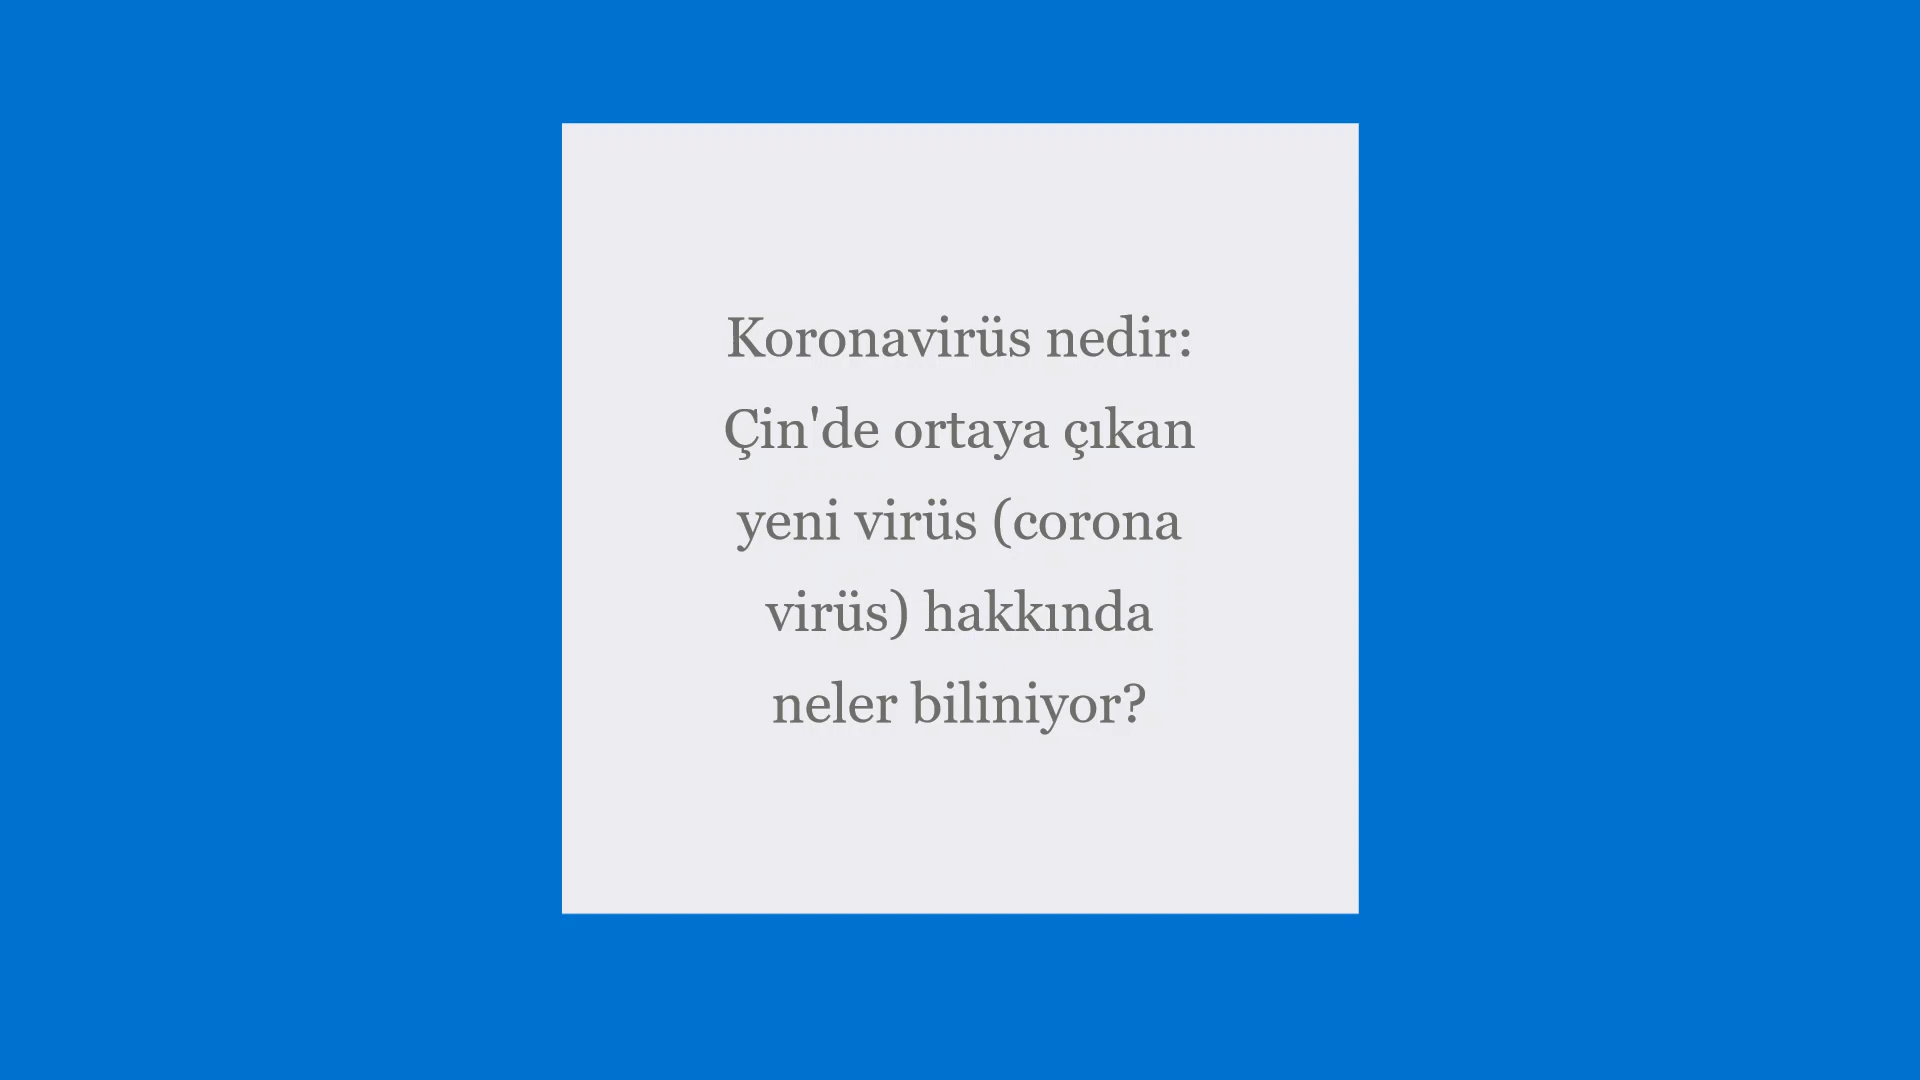 Koronavirüs nedir:
Çin'de ortaya çıkan
yeni virüs (corona
virüs) hakkında
neler biliniyor?